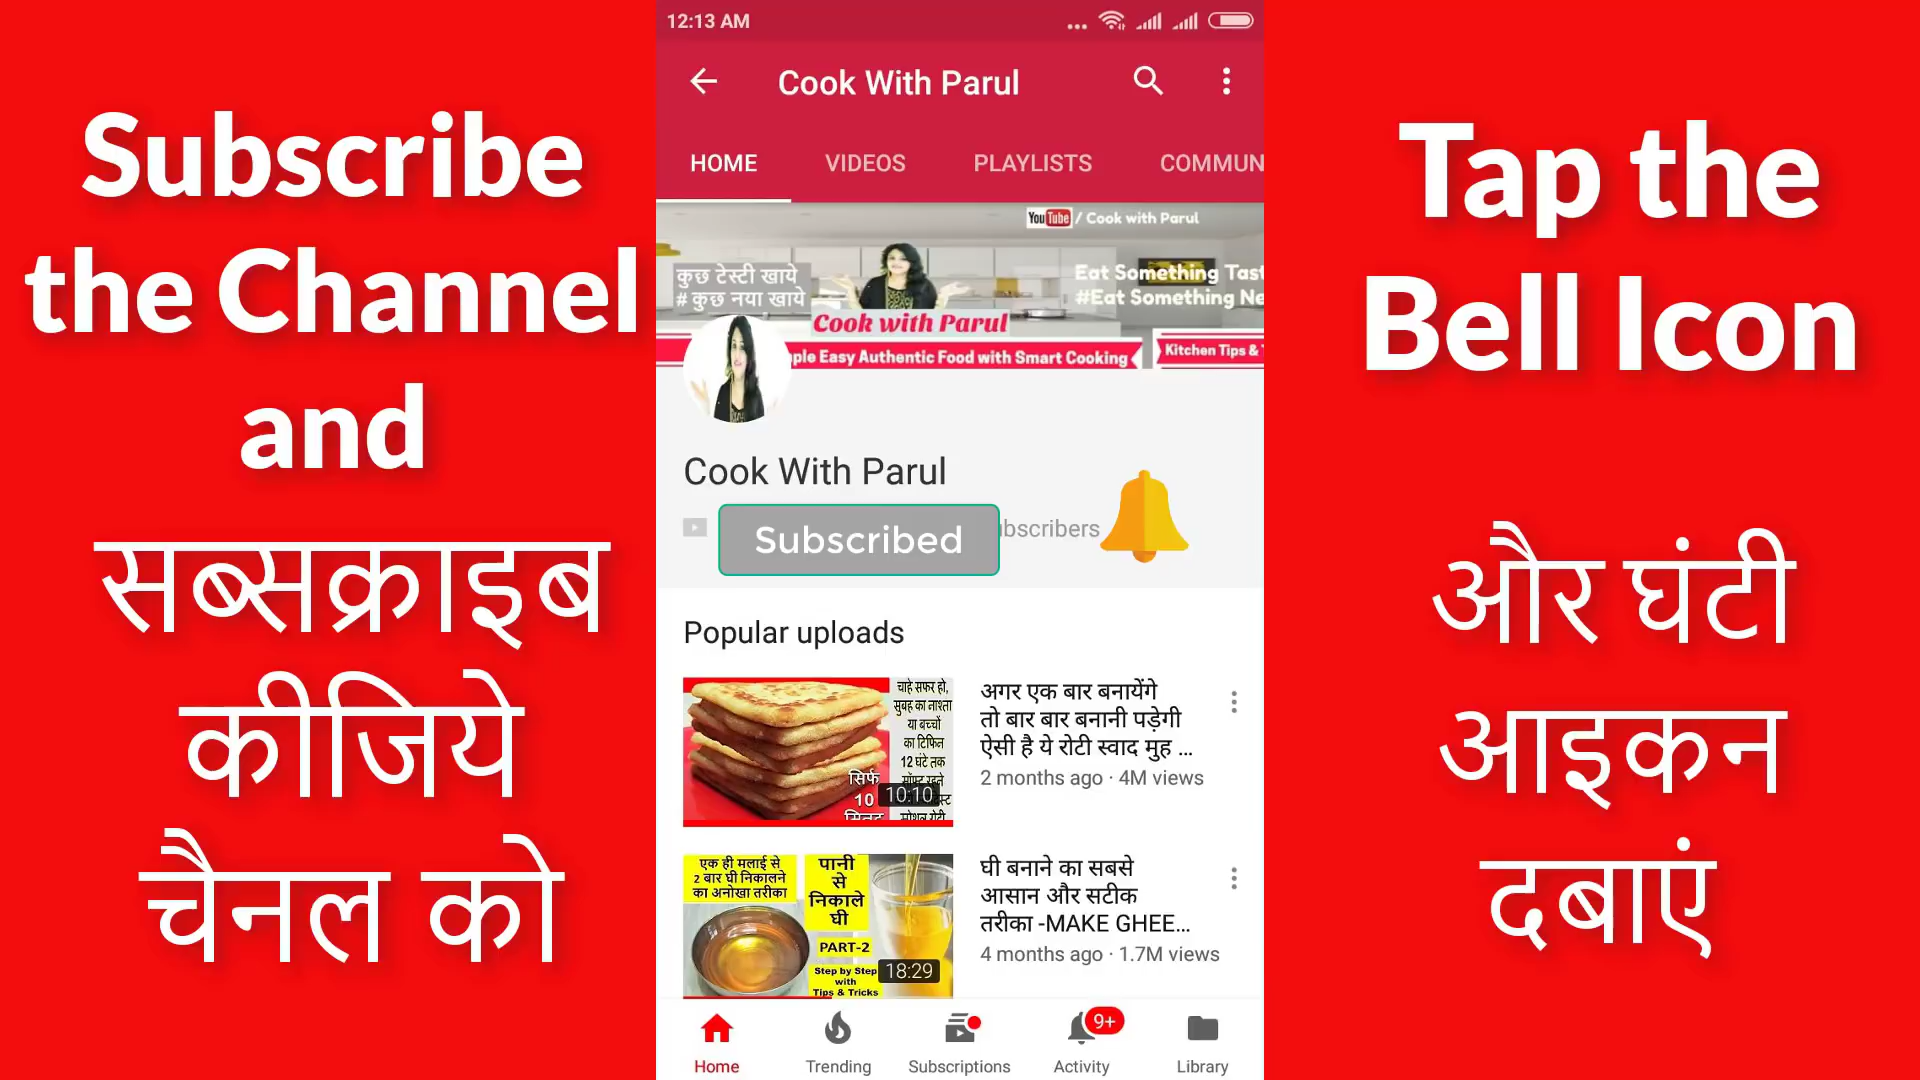 Subscribe
the Channel
and
सब्सक्राइब
कीजिये
चैनल को
12:13 AM
Cook With Parul
HOME VIDEOS PLAYLISTS COMMUN
YouTube / Cook with Parul
कुछ टेस्टी खाये
# कुछ नया खाये
Eat Something Tast
#Eat Something Ne
Cook with Parul
ple Easy Authentic Food with Smart Cooking
Kitchen Tips &
Cook With Parul
Subscribed
bscribers
Popular uploads
चाहे सफर हो,
सुबह का नाश्ता
या बच्चों
का टिफिन
12 घंटे तक
सिर्फ
10
10:10
अगर एक बार बनायेंगे
तो बार बार बनानी पड़ेगी
ऐसी है ये रोटी स्वाद मुह ...
2 months ago · 4M views
एक ही मलाई से
2 बार घी निकालने
का अनोखा तरीका
पानी
से
निकाले
घी
PART-2
Step by Step
with
Tips & Tricks
18:29
घी बनाने का सबसे
आसान और सटीक
तरीका -MAKE GHEE...
4 months ago · 1.7M views
9+
Home Trending Subscriptions Activity Library
Tap the
Bell Icon
और घंटी
आइकन
दबाएं